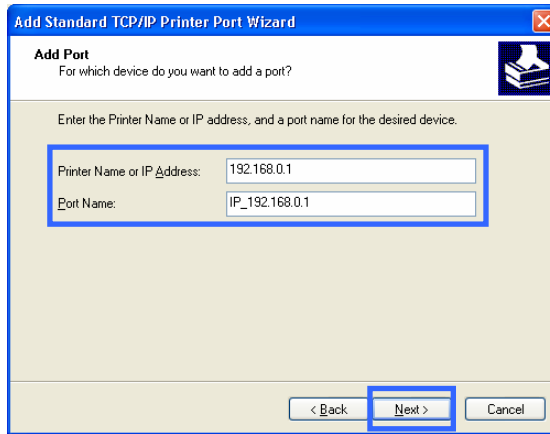 Add Standard TCP/IP Printer Port Wizard
Add Port
For which device do you want to add a port?
Enter the Printer Name or IP address, and a port name for the desired device.
Printer Name or IP Address: 192.168.0.1
Port Name: IP_192.168.0.1
< Back Next > Cancel